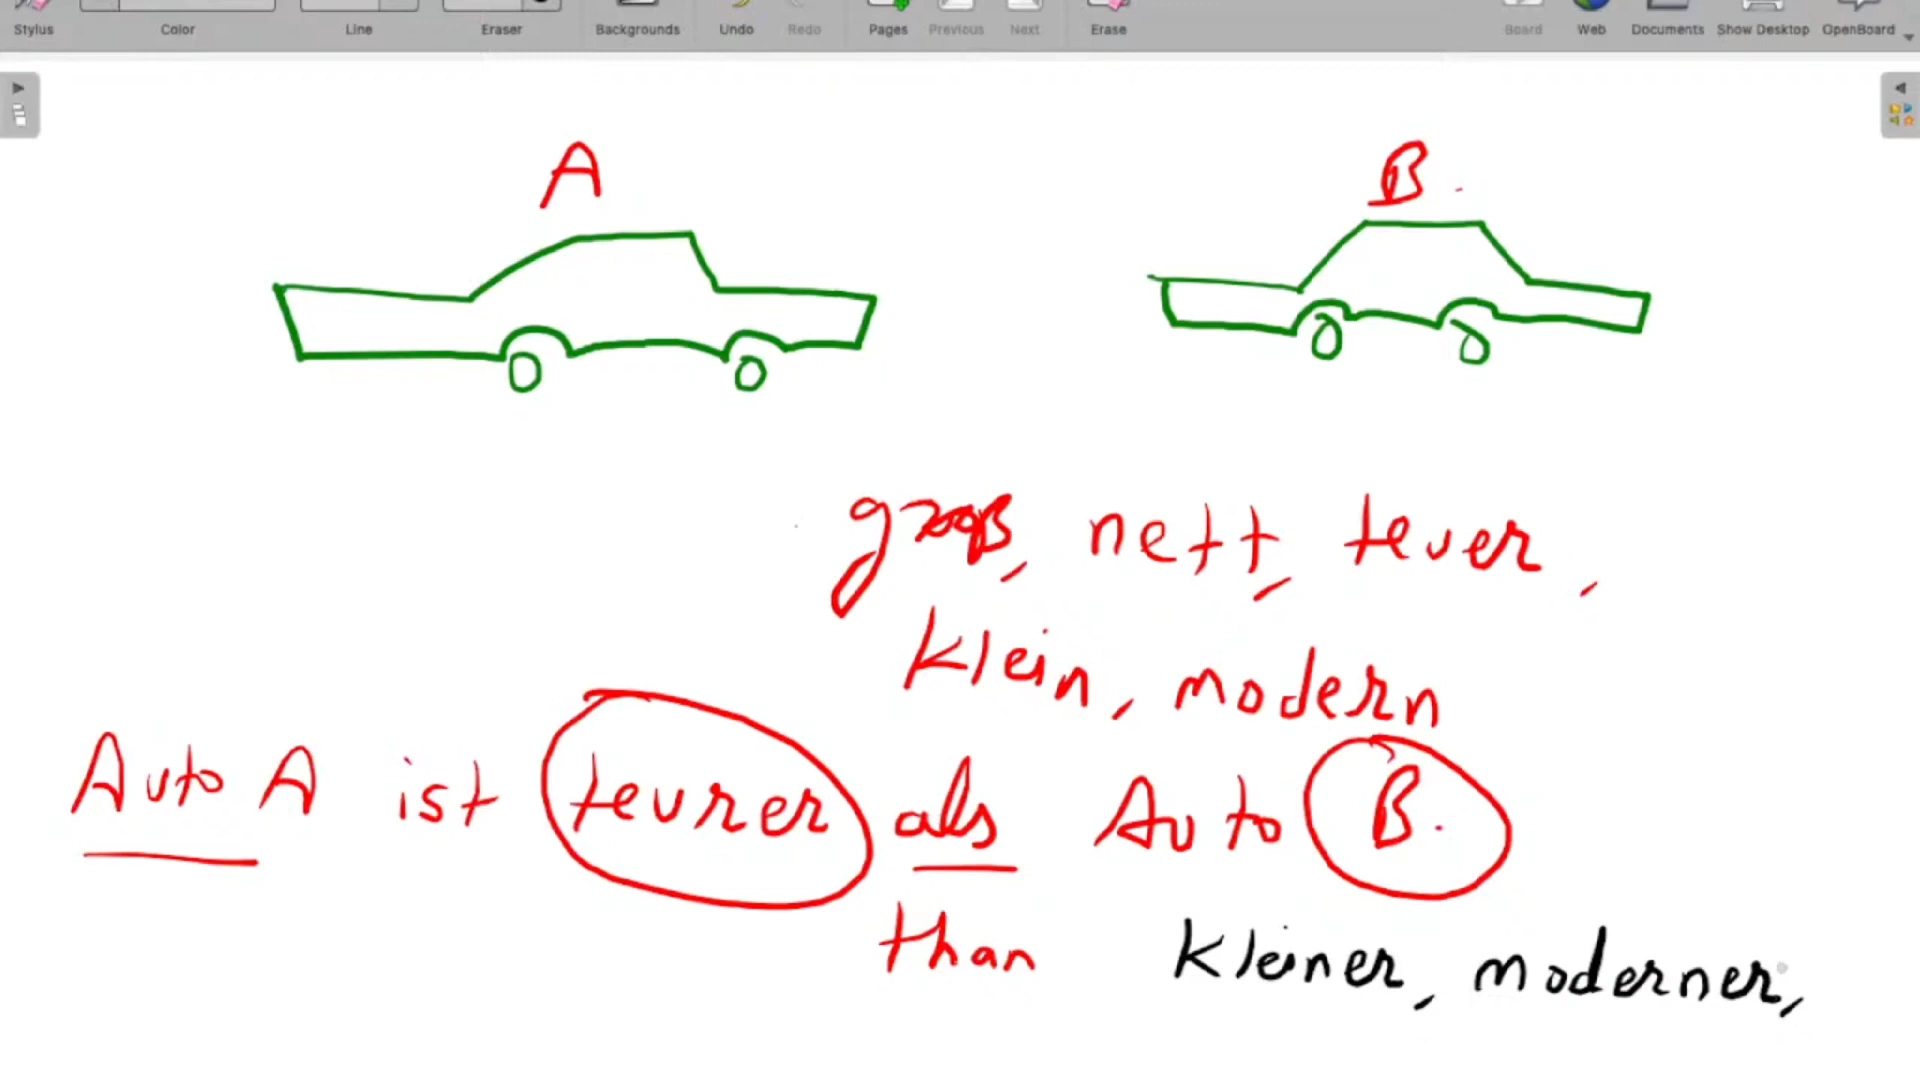 Stylus Color Line Eraser Backgrounds Undo Redo Pages Previous Next Erase Board Web Documents Show Desktop OpenBoard
A B.
groß, nett, teuer,
klein, modern
Auto A ist teurer als Auto B.
than
kleiner, moderner,